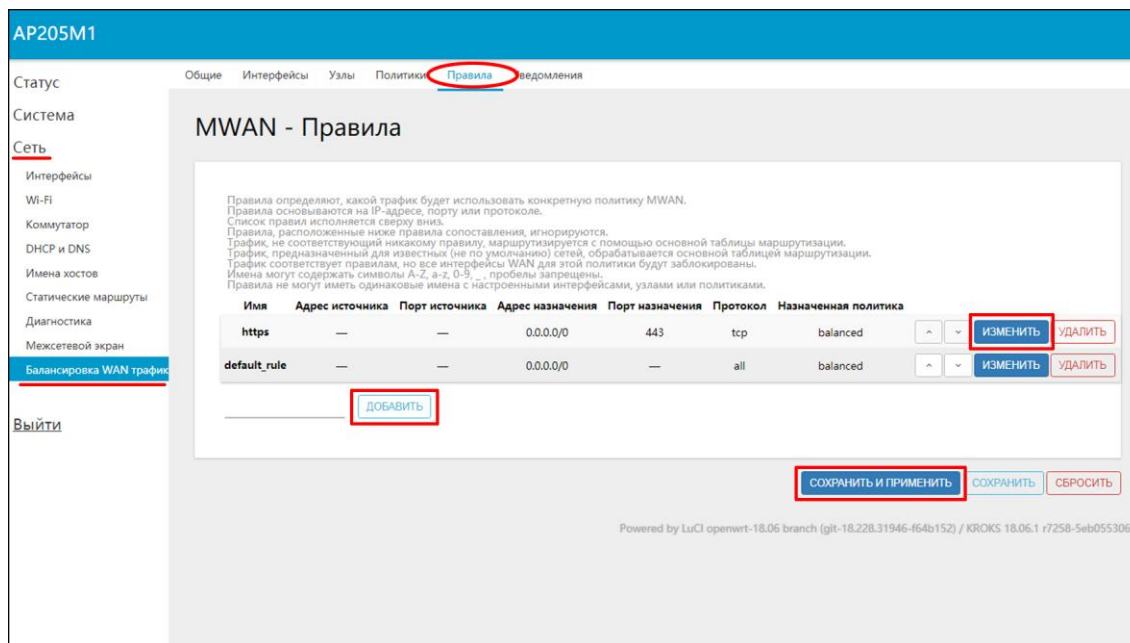 AP205M1
Статус
Система
Сеть
Интерфейсы
Wi-Fi
Коммутатор
DHCP и DNS
Имена хостов
Статические маршруты
Диагностика
Межсетевой экран
Балансировка WAN трафик
Выйти
Общие Интерфейсы Узлы Политики Правила ведомления
MWAN - Правила
Правила определяют, какой трафик будет использовать конкретную политику MWAN.
Правила основываются на IP-адресе, порту или протоколе.
Список правил исполняется сверху вниз.
Правила, расположенные ниже правила сопоставления, игнорируются.
Трафик, не соответствующий никакому правилу, маршрутизируется с помощью основной таблицы маршрутизации.
Трафик, предназначенный для известных (не по умолчанию) сетей, обрабатывается основной таблицей маршрутизации.
Трафик соответствует правилам, но все интерфейсы WAN для этой политики будут заблокированы.
Имена могут содержать символы A-Z, a-z, 0-9, _ , пробелы запрещены.
Правила не могут иметь одинаковые имена с настроенными интерфейсами, узлами или политиками.
Имя Адрес источника Порт источника Адрес назначения Порт назначения Протокол Назначенная политика
https — — 0.0.0.0/0 443 tcp balanced ИЗМЕНИТЬ УДАЛИТЬ
default_rule — — 0.0.0.0/0 — all balanced ИЗМЕНИТЬ УДАЛИТЬ
ДОБАВИТЬ
СОХРАНИТЬ И ПРИМЕНИТЬ СОХРАНИТЬ СБРОСИТЬ
Powered by LuCI openwrt-18.06 branch (git-18.228.31946-f64b152) / KROKS 18.06.1 r7258-5eb055306